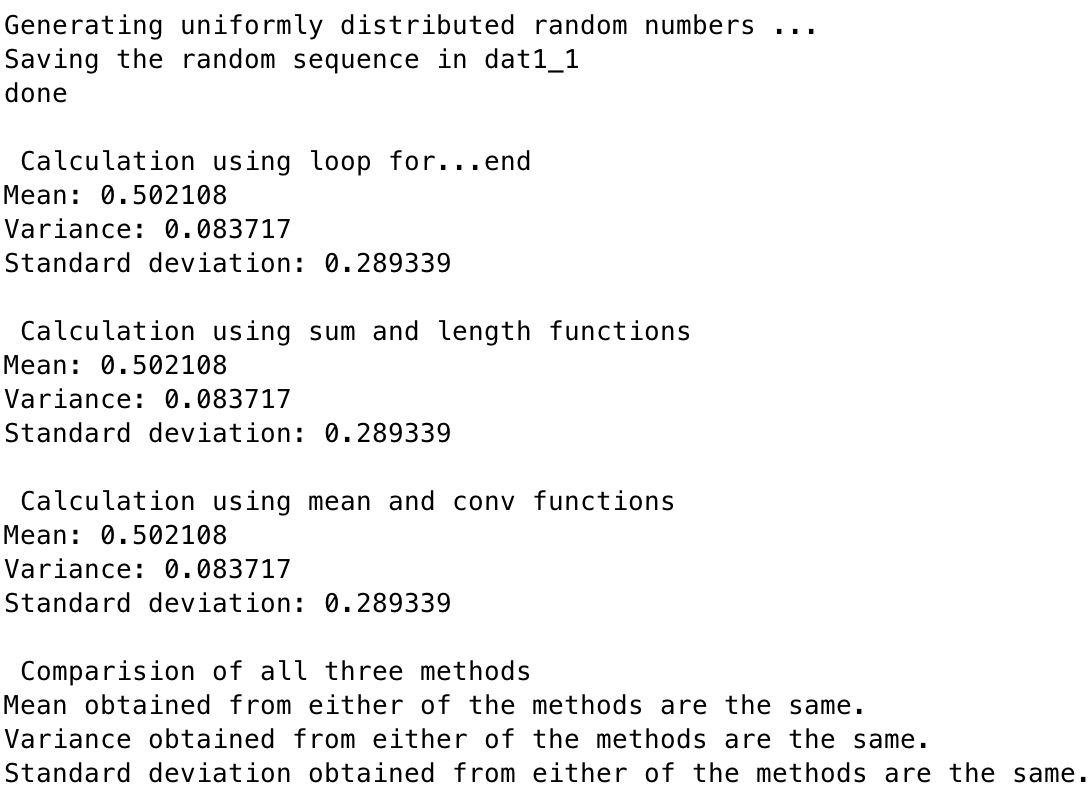 Generating uniformly distributed random numbers ...
Saving the random sequence in dat1_1
done
Calculation using loop for...end
Mean: 0.502108
Variance: 0.083717
Standard deviation: 0.289339
Calculation using sum and length functions
Mean: 0.502108
Variance: 0.083717
Standard deviation: 0.289339
Calculation using mean and conv functions
Mean: 0.502108
Variance: 0.083717
Standard deviation: 0.289339
Comparision of all three methods
Mean obtained from either of the methods are the same.
Variance obtained from either of the methods are the same.
Standard deviation obtained from either of the methods are the same.